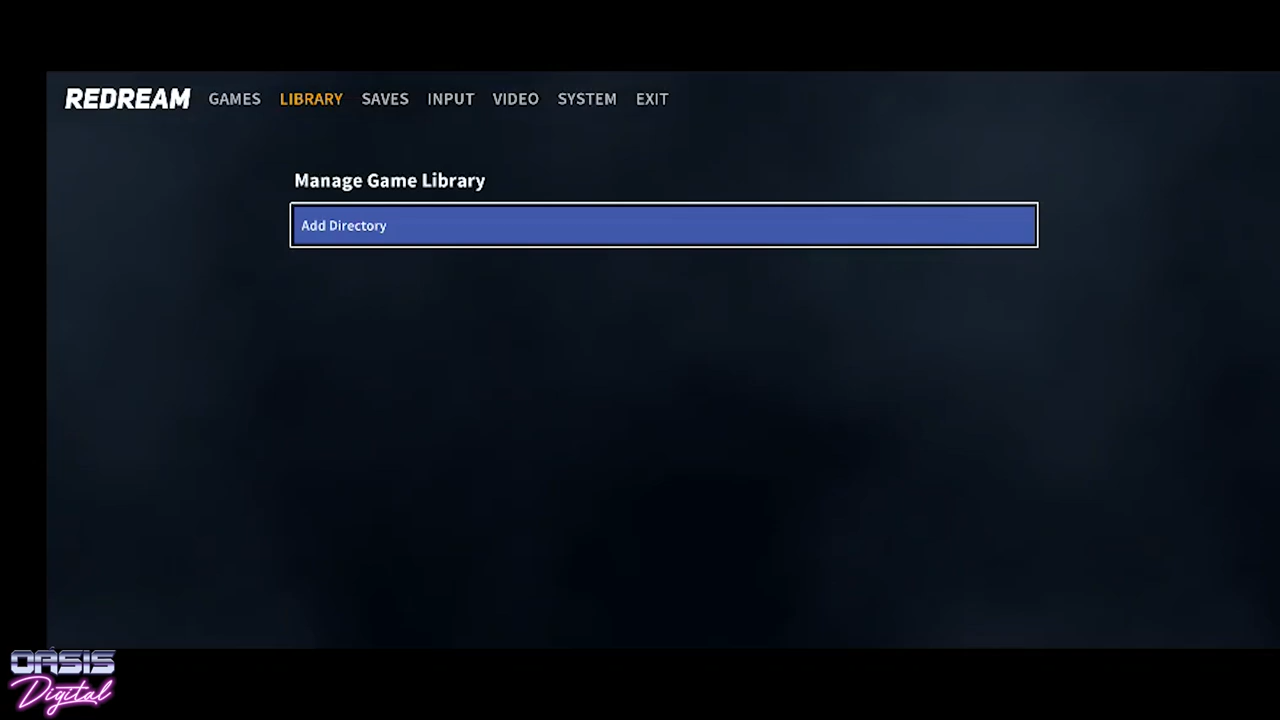 REDREAM GAMES LIBRARY SAVES INPUT VIDEO SYSTEM EXIT
Manage Game Library
Add Directory
OASIS
Digital